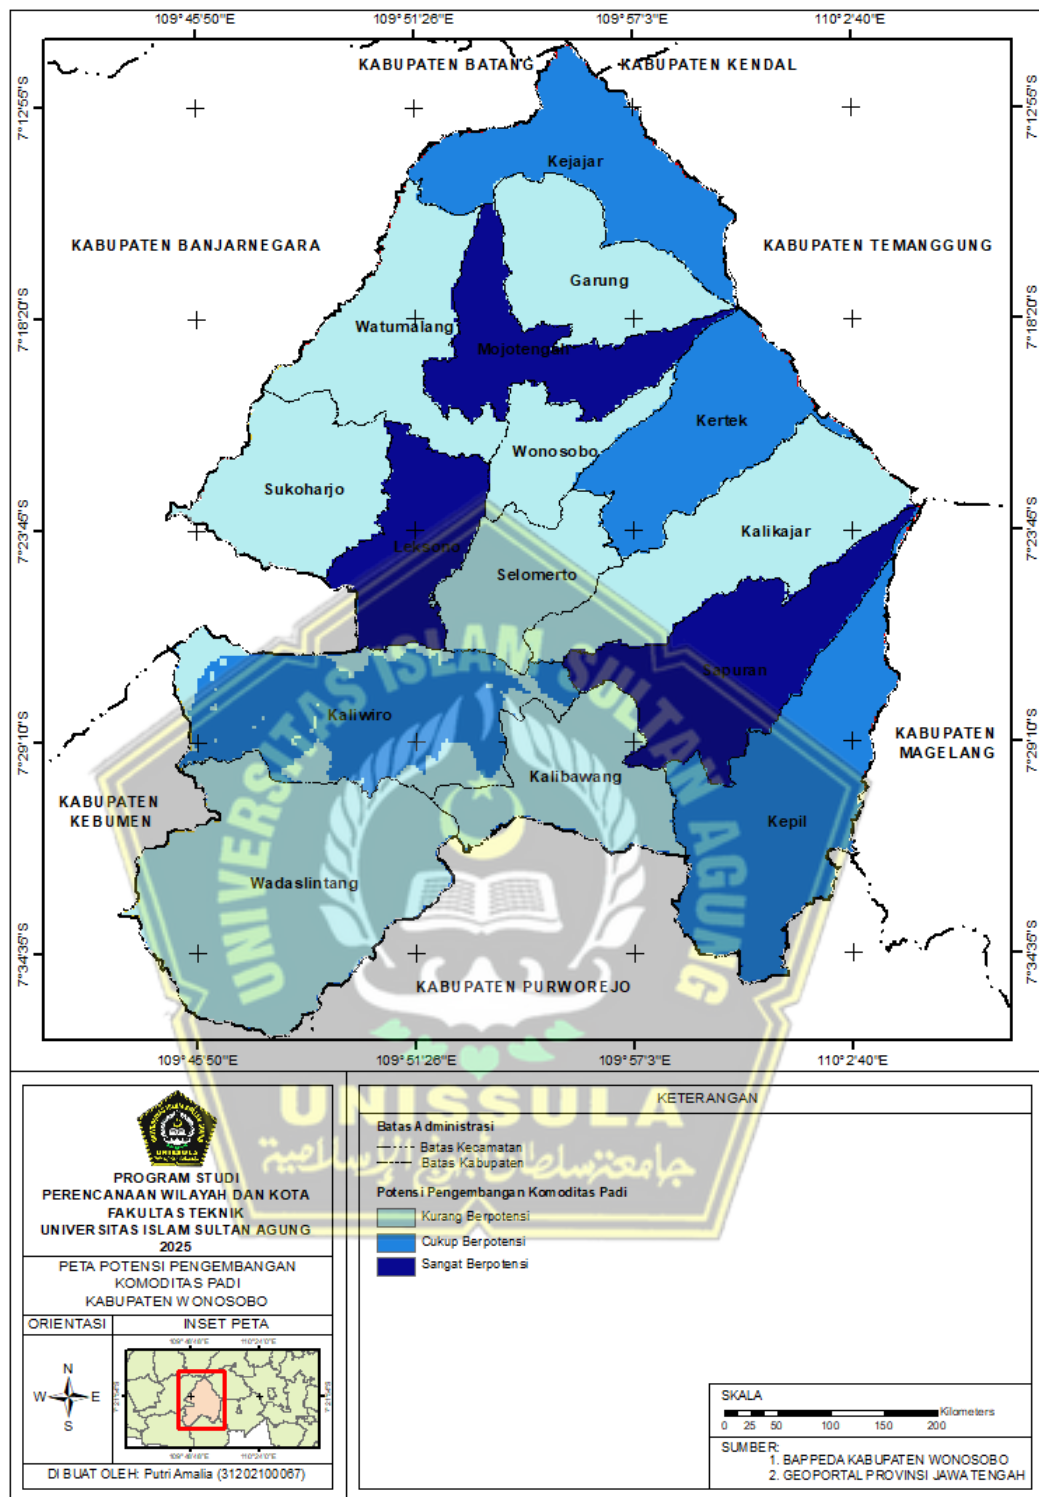 109°45'50"E 109°51'26"E 109°57'3"E 110°2'40"E
KABUPATEN BATANG KABUPATEN KENDAL
7°12'55"S 7°12'55"S
Kejajar
KABUPATEN BANJARNEGARA KABUPATEN TEMANGGUNG
Garung
7°18'20"S 7°18'20"S
Watumalang
Mojotengah
Kertek
Wonosobo
Sukoharjo
7°23'45"S 7°23'45"S
Kalikajar
Leksono
Selomerto
Sapuran
Kaliwiro
7°29'10"S 7°29'10"S
KABUPATEN
MAGELANG
Kalibawang
KABUPATEN
KEBUMEN
Kepil
Wadaslintang
7°34'35"S 7°34'35"S
KABUPATEN PURWOREJO
UNIVERSITAS ISLAM SULTAN AGUNG
109°45'50"E 109°51'26"E 109°57'3"E 110°2'40"E
UNISSULA
جامعتنسلطان أجونج الإسلامية
UNISSULA
PROGRAM STUDI
PERENCANAAN WILAYAH DAN KOTA
FAKULTAS TEKNIK
UNIVERSITAS ISLAM SULTAN AGUNG
2025
PETA POTENSI PENGEMBANGAN
KOMODITAS PADI
KABUPATEN WONOSOBO
ORIENTASI INSET PETA
N
W E
S
DI BUAT OLEH: Putri Amalia (31202100067)
KETERANGAN
Batas Administrasi
Batas Kecamatan
Batas Kabupaten
Potensi Pengembangan Komoditas Padi
Kurang Berpotensi
Cukup Berpotensi
Sangat Berpotensi
SKALA
Kilometers
0 25 50 100 150 200
SUMBER:
1. BAPPEDA KABUPATEN WONOSOBO
2. GEOPORTAL PROVINSI JAWA TENGAH